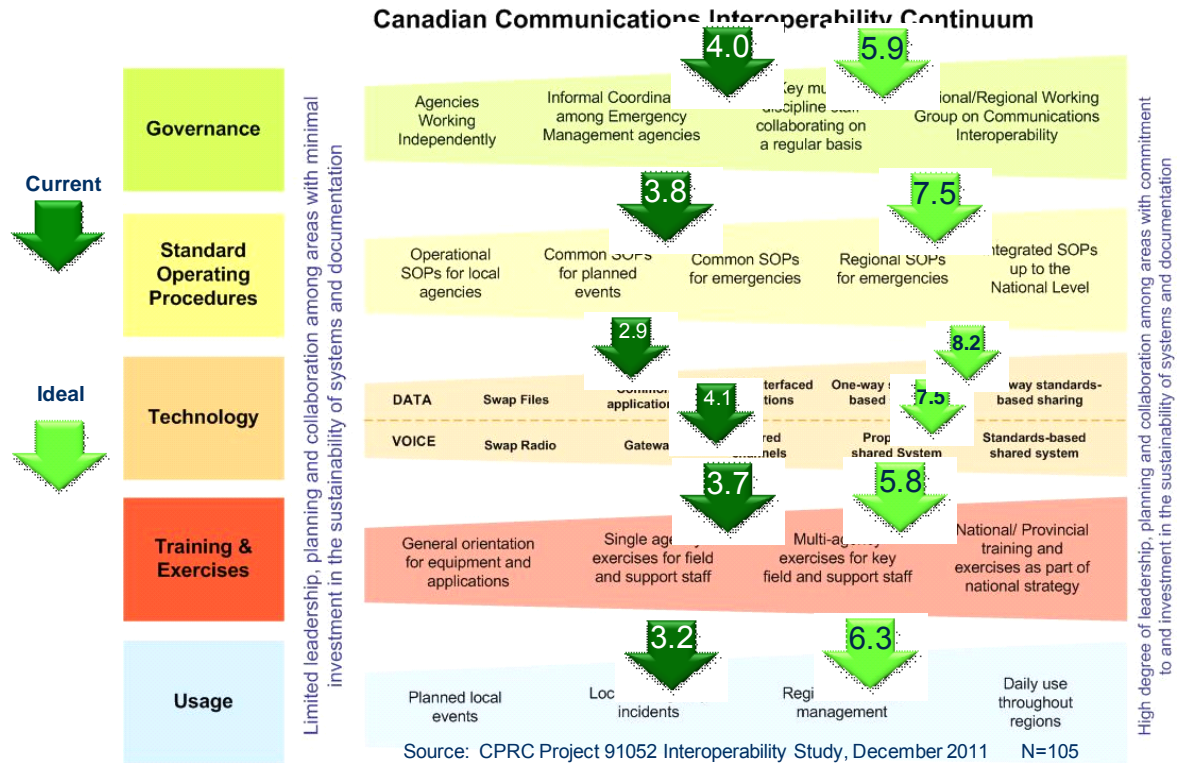 Canadian Communications Interoperability Continuum
4.0
5.9
Limited leadership, planning and collaboration among areas with minimal
investment in the sustainability of systems and documentation
High degree of leadership, planning and collaboration among areas with commitment
to and investment in the sustainability of systems and documentation
Current
Ideal
Governance
Agencies
Working
Independently
Informal
among Emergency
Management agencies
Key
discipline staff
collaborating on
a regular basis
Working
Group on Communications
Interoperability
3.8
7.5
Standard
Operating
Procedures
Operational
SOPs for local
agencies
Common SOPs
for planned
events
Common SOPs
for emergencies
Regional SOPs
for emergencies
SOPs
up to the
National Level
2.9
8.2
Technology
DATA
Swap Files
4.1
One-way
based
7.5
standards-
based sharing
VOICE
Swap Radio
shared System
Standards-based
shared system
3.7
5.8
Training &
Exercises
General orientation
for equipment and
applications
Single
exercises for field
and support staff
exercises for key
field and support staff
National/ Provincial
training and
exercises as part of
national strategy
3.2
6.3
Usage
Planned local
events
incidents
management
Daily use
throughout
regions
Source: CPRC Project 91052 Interoperability Study, December 2011 N=105